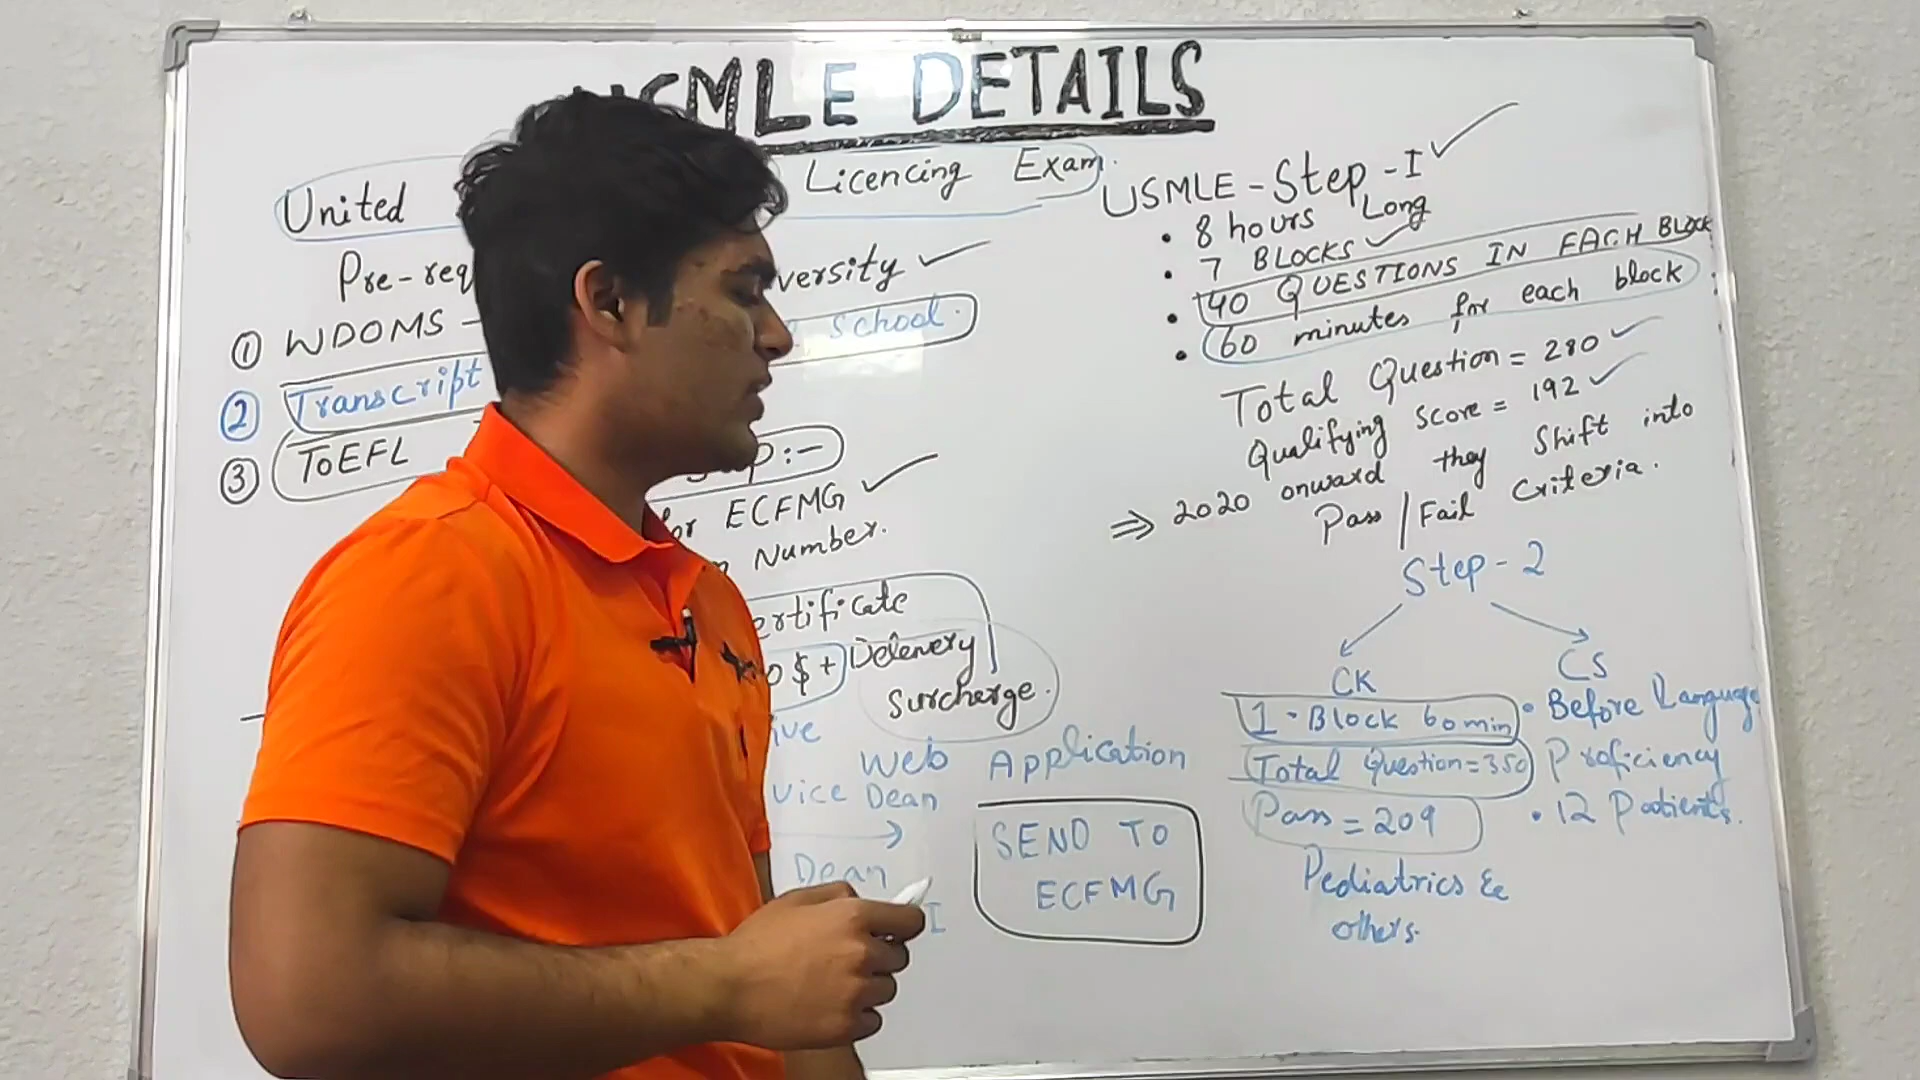 USMLE DETAILS
United Licencing Exam.
Pre-req versity
① WDOMS -
② Transcript School.
③ TOEFL
p:-
for ECFMG
Number.
ertificate
0$ + Delevery
Surcharge.
ive
Web Application
vice Dean
Dean
I
SEND TO
ECFMG
USMLE - Step - I
• 8 hours Long
• 7 BLOCKS
• 40 QUESTIONS IN EACH BLOCK
• 60 minutes for each block
Total Question = 280
Qualifying Score = 192
⇒ 2020 onward they Shift into
Pass / Fail Criteria.
Step - 2
CK
1 - Block 60 min
Total Question = 350
Pass = 209
Pediatrics &
others.
CS
• Before Language
Proficiency
• 12 Patients.